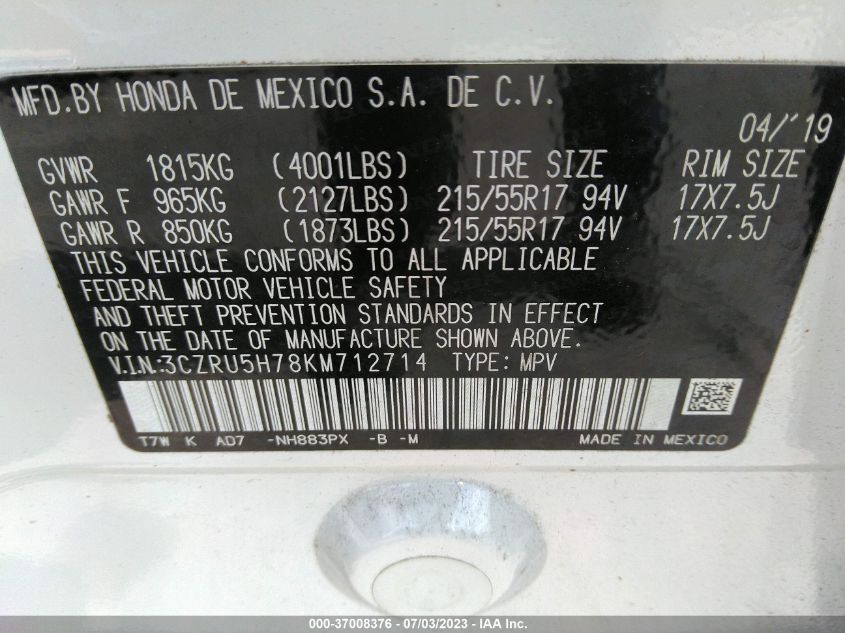 MFD.BY HONDA DE MEXICO S.A. DE C.V.
04/'19
GVWR 1815KG (4001LBS) TIRE SIZE RIM SIZE
GAWR F 965KG (2127LBS) 215/55R17 94V 17X7.5J
GAWR R 850KG (1873LBS) 215/55R17 94V 17X7.5J
THIS VEHICLE CONFORMS TO ALL APPLICABLE
FEDERAL MOTOR VEHICLE SAFETY
AND THEFT PREVENTION STANDARDS IN EFFECT
ON THE DATE OF MANUFACTURE SHOWN ABOVE.
V.I.N.:3CZRU5H78KM712714 TYPE:MPV
T7W K AD7 -NH883PX -B -M MADE IN MEXICO
000-37008376 - 07/03/2023 - IAA Inc.